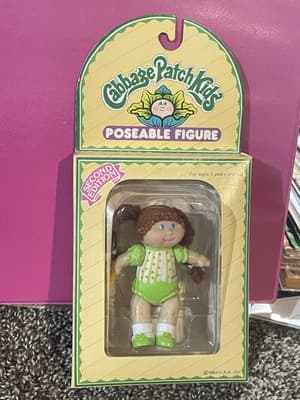 Cabbage Patch Kids
POSEABLE FIGURE
SECOND
EDITION
For ages 3 years and up